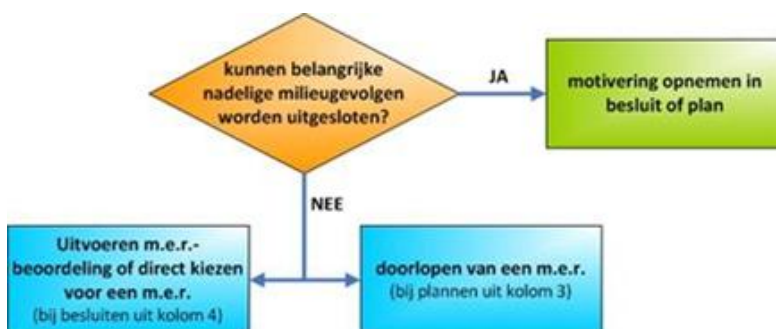 kunnen belangrijke
nadelige milieugevolgen
worden uitgesloten?
JA
motivering opnemen in
besluit of plan
NEE
Uitvoeren m.e.r.-
beoordeling of direct kiezen
voor een m.e.r.
(bij besluiten uit kolom 4)
doorlopen van een m.e.r.
(bij plannen uit kolom 3)